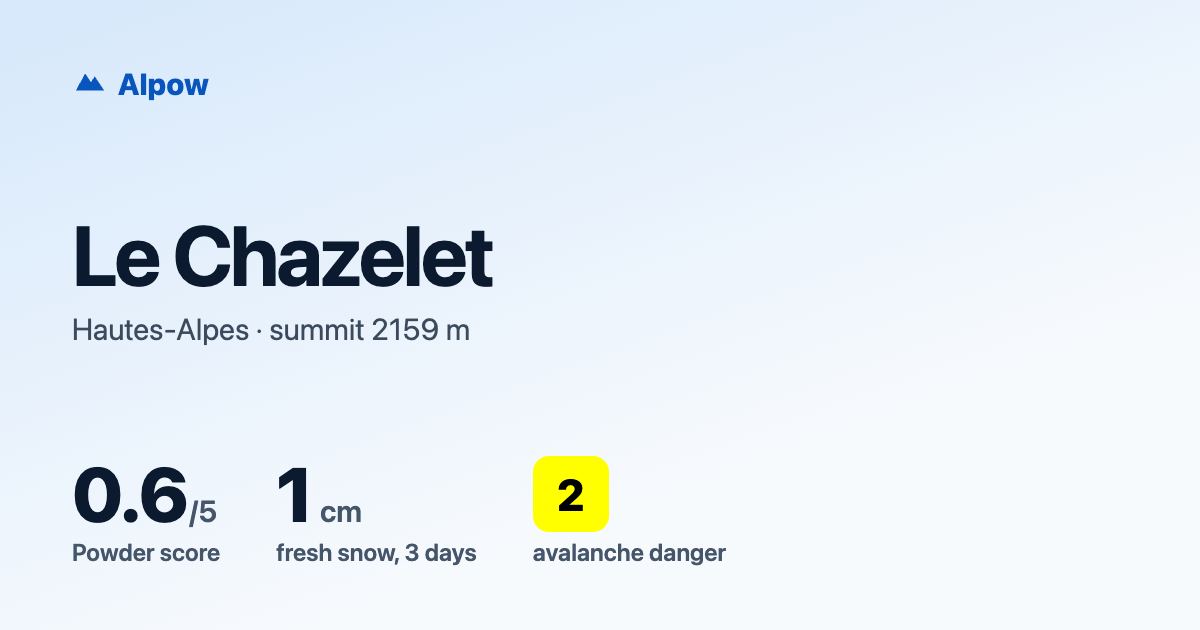 Alpow
Le Chazelet
Hautes-Alpes · summit 2159 m
0.6/5 1 cm 2
Powder score fresh snow, 3 days avalanche danger